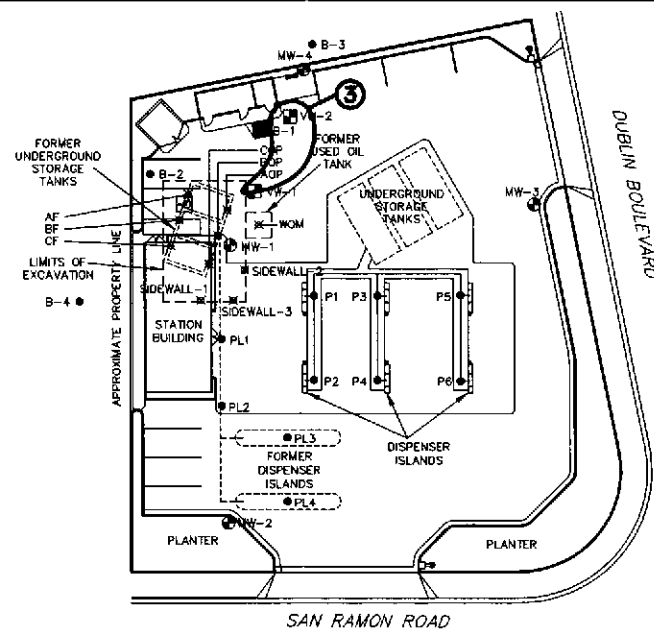 B-3
MW-4
3
VW-2
B-1
FORMER
USED OIL
TANK
COP
BOP
AOP
FORMER
UNDERGROUND
STORAGE
TANKS
B-2
VW-1
UNDERGROUND
STORAGE
TANKS
MW-3
DUBLIN BOULEVARD
AF
BF
CF
WOM
MW-1
LIMITS OF
EXCAVATION
SIDEWALL-2
SIDEWALL-1
B-4
SIDEWALL-3
APPROXIMATE PROPERTY LINE
STATION
BUILDING
P1
P3
P5
PL1
P2
P4
P6
PL2
PL3
FORMER
DISPENSER
ISLANDS
DISPENSER
ISLANDS
PL4
MW-2
PLANTER
PLANTER
SAN RAMON ROAD